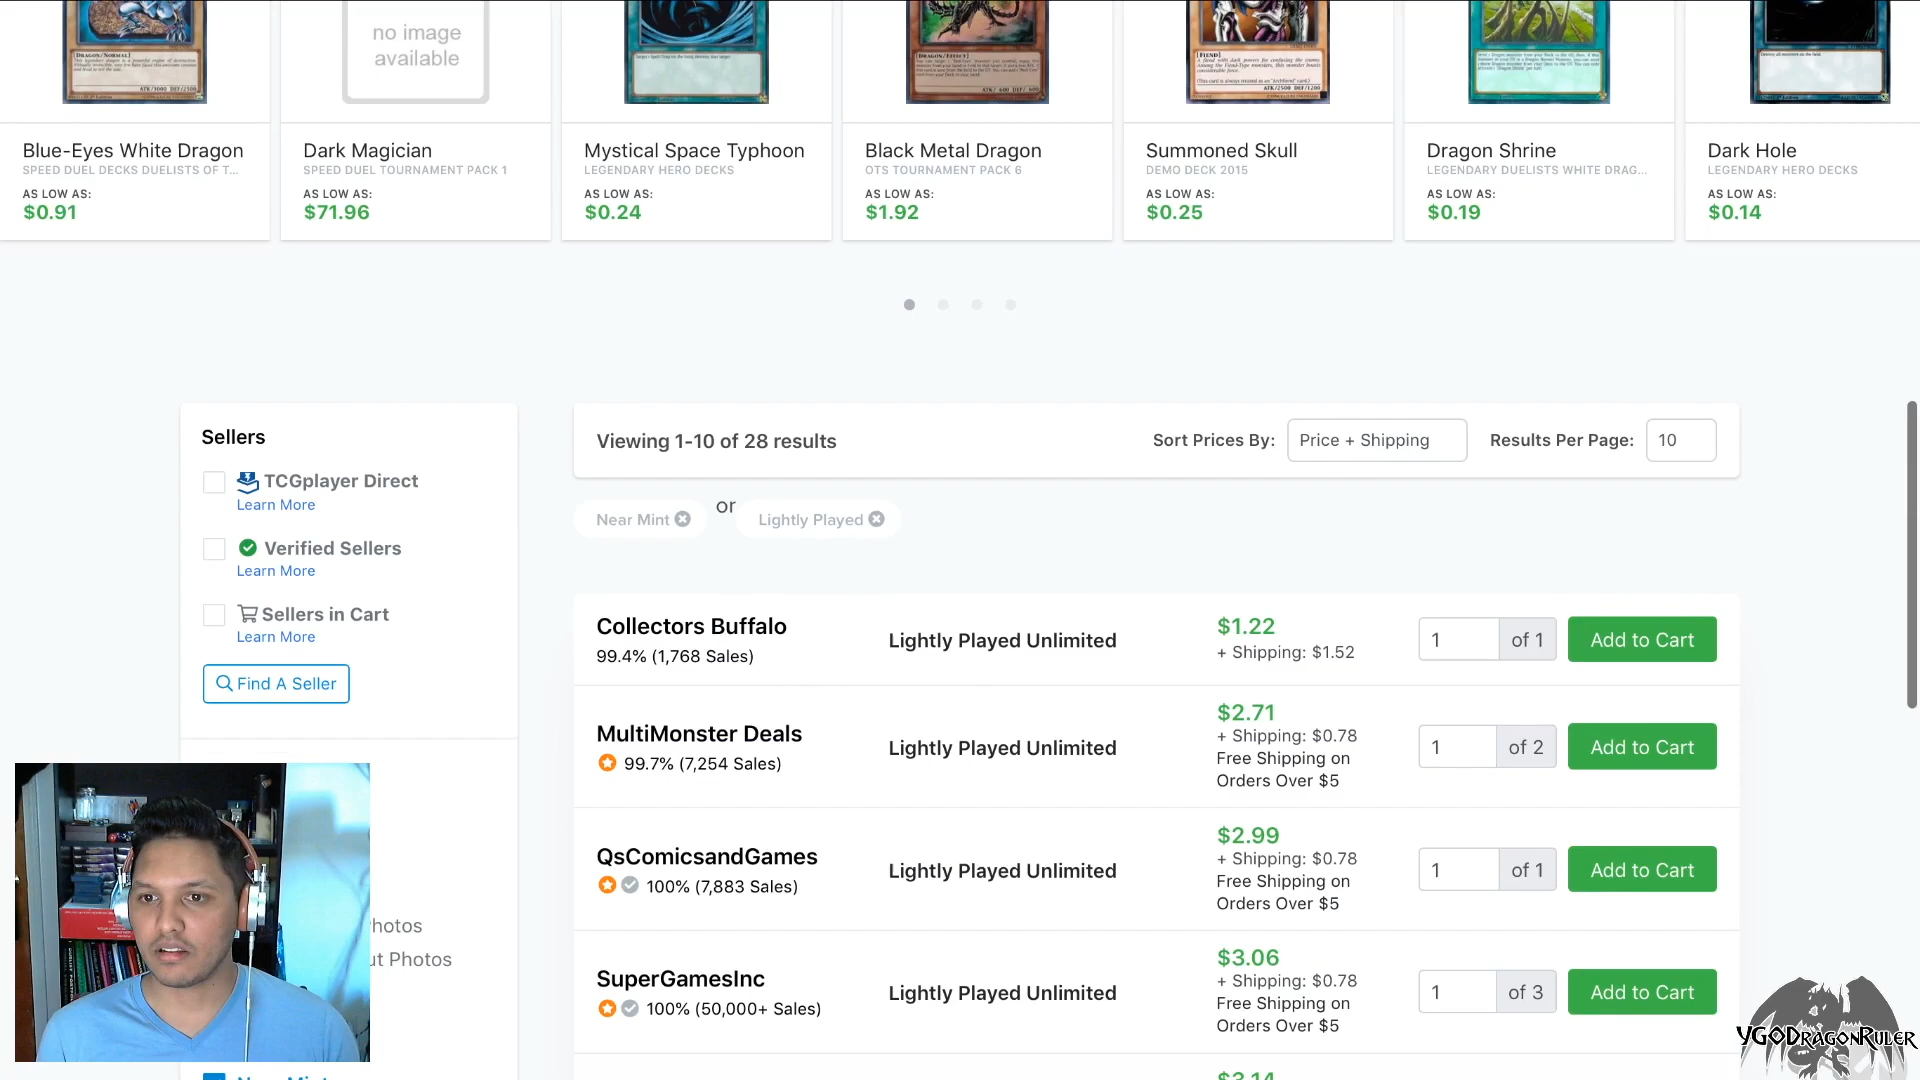 no image
available
Blue-Eyes White Dragon
SPEED DUEL DECKS DUELISTS OF T...
AS LOW AS:
$0.91
Dark Magician
SPEED DUEL TOURNAMENT PACK 1
AS LOW AS:
$71.96
Mystical Space Typhoon
LEGENDARY HERO DECKS
AS LOW AS:
$0.24
Black Metal Dragon
OTS TOURNAMENT PACK 6
AS LOW AS:
$1.92
Summoned Skull
DEMO DECK 2015
AS LOW AS:
$0.25
Dragon Shrine
LEGENDARY DUELISTS WHITE DRAG...
AS LOW AS:
$0.19
Dark Hole
LEGENDARY HERO DECKS
AS LOW AS:
$0.14
Sellers
TCGplayer Direct
Learn More
Verified Sellers
Learn More
Sellers in Cart
Learn More
Find A Seller
Viewing 1-10 of 28 results
Sort Prices By: Price + Shipping
Results Per Page: 10
Near Mint or Lightly Played
Collectors Buffalo
99.4% (1,768 Sales)
Lightly Played Unlimited
$1.22
+ Shipping: $1.52
1 of 1
Add to Cart
MultiMonster Deals
99.7% (7,254 Sales)
Lightly Played Unlimited
$2.71
+ Shipping: $0.78
Free Shipping on
Orders Over $5
1 of 2
Add to Cart
QsComicsandGames
100% (7,883 Sales)
Lightly Played Unlimited
$2.99
+ Shipping: $0.78
Free Shipping on
Orders Over $5
1 of 1
Add to Cart
SuperGamesInc
100% (50,000+ Sales)
Lightly Played Unlimited
$3.06
+ Shipping: $0.78
Free Shipping on
Orders Over $5
1 of 3
Add to Cart
$3.14
Photos
ut Photos
Near Mint
YGODragonRuler